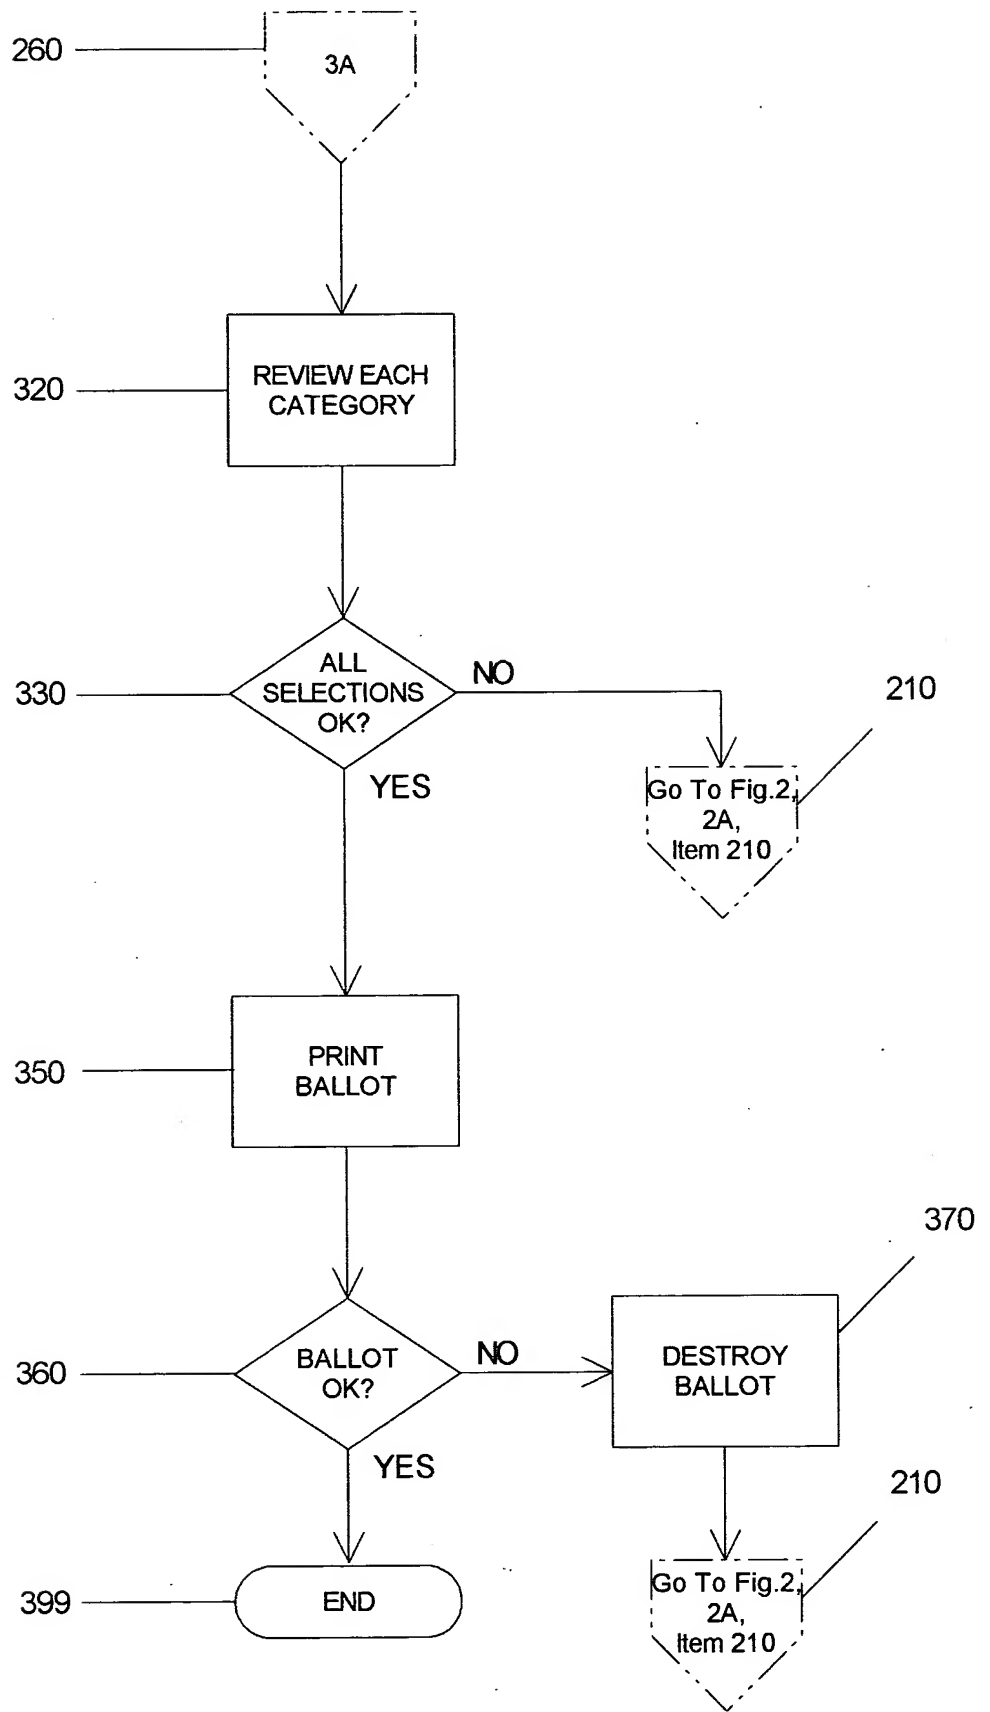 260
3A
320
REVIEW EACH
CATEGORY
330
ALL
SELECTIONS
OK?
NO
210
YES
Go To Fig.2,
2A,
Item 210
350
PRINT
BALLOT
370
360
BALLOT
OK?
NO
DESTROY
BALLOT
YES
210
399
END
Go To Fig.2,
2A,
Item 210